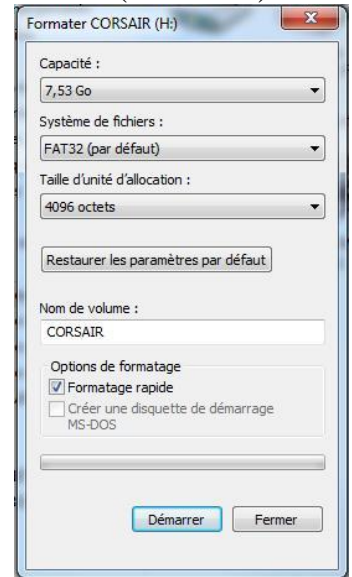 Formater CORSAIR (H:)
Capacité :
7,53 Go
Système de fichiers :
FAT32 (par défaut)
Taille d'unité d'allocation :
4096 octets
Restaurer les paramètres par défaut
Nom de volume :
CORSAIR
Options de formatage
Formatage rapide
Créer une disquette de démarrage
MS-DOS
Démarrer Fermer